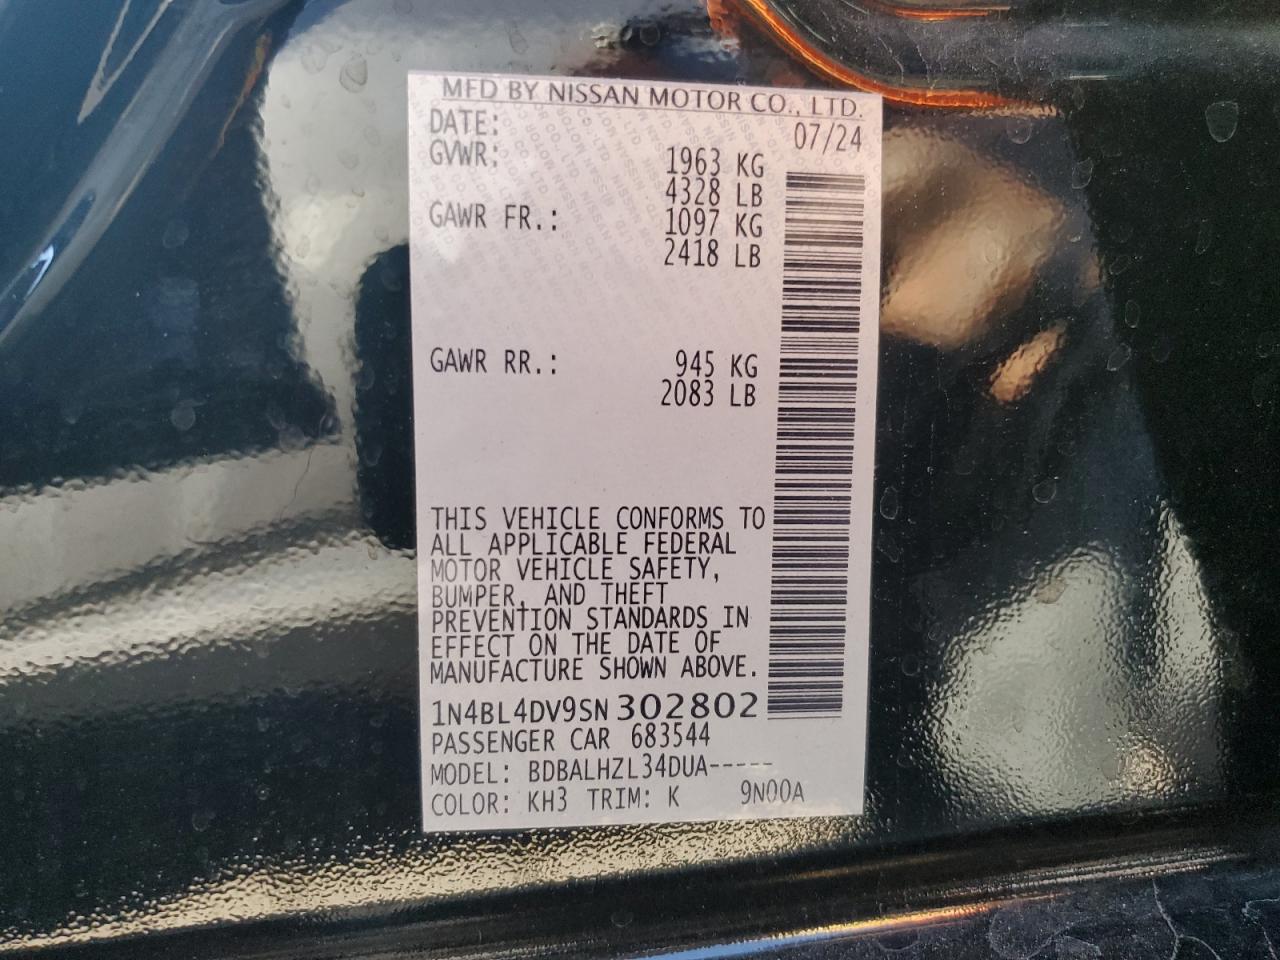 MFD BY NISSAN MOTOR CO., LTD.
DATE: 07/24
GVWR: 1963 KG
4328 LB
GAWR FR.: 1097 KG
2418 LB
GAWR RR.: 945 KG
2083 LB
THIS VEHICLE CONFORMS TO
ALL APPLICABLE FEDERAL
MOTOR VEHICLE SAFETY,
BUMPER, AND THEFT
PREVENTION STANDARDS IN
EFFECT ON THE DATE OF
MANUFACTURE SHOWN ABOVE.
1N4BL4DV9SN302802
PASSENGER CAR 683544
MODEL: BDBALHZL34DUA-----
COLOR: KH3 TRIM: K 9N00A